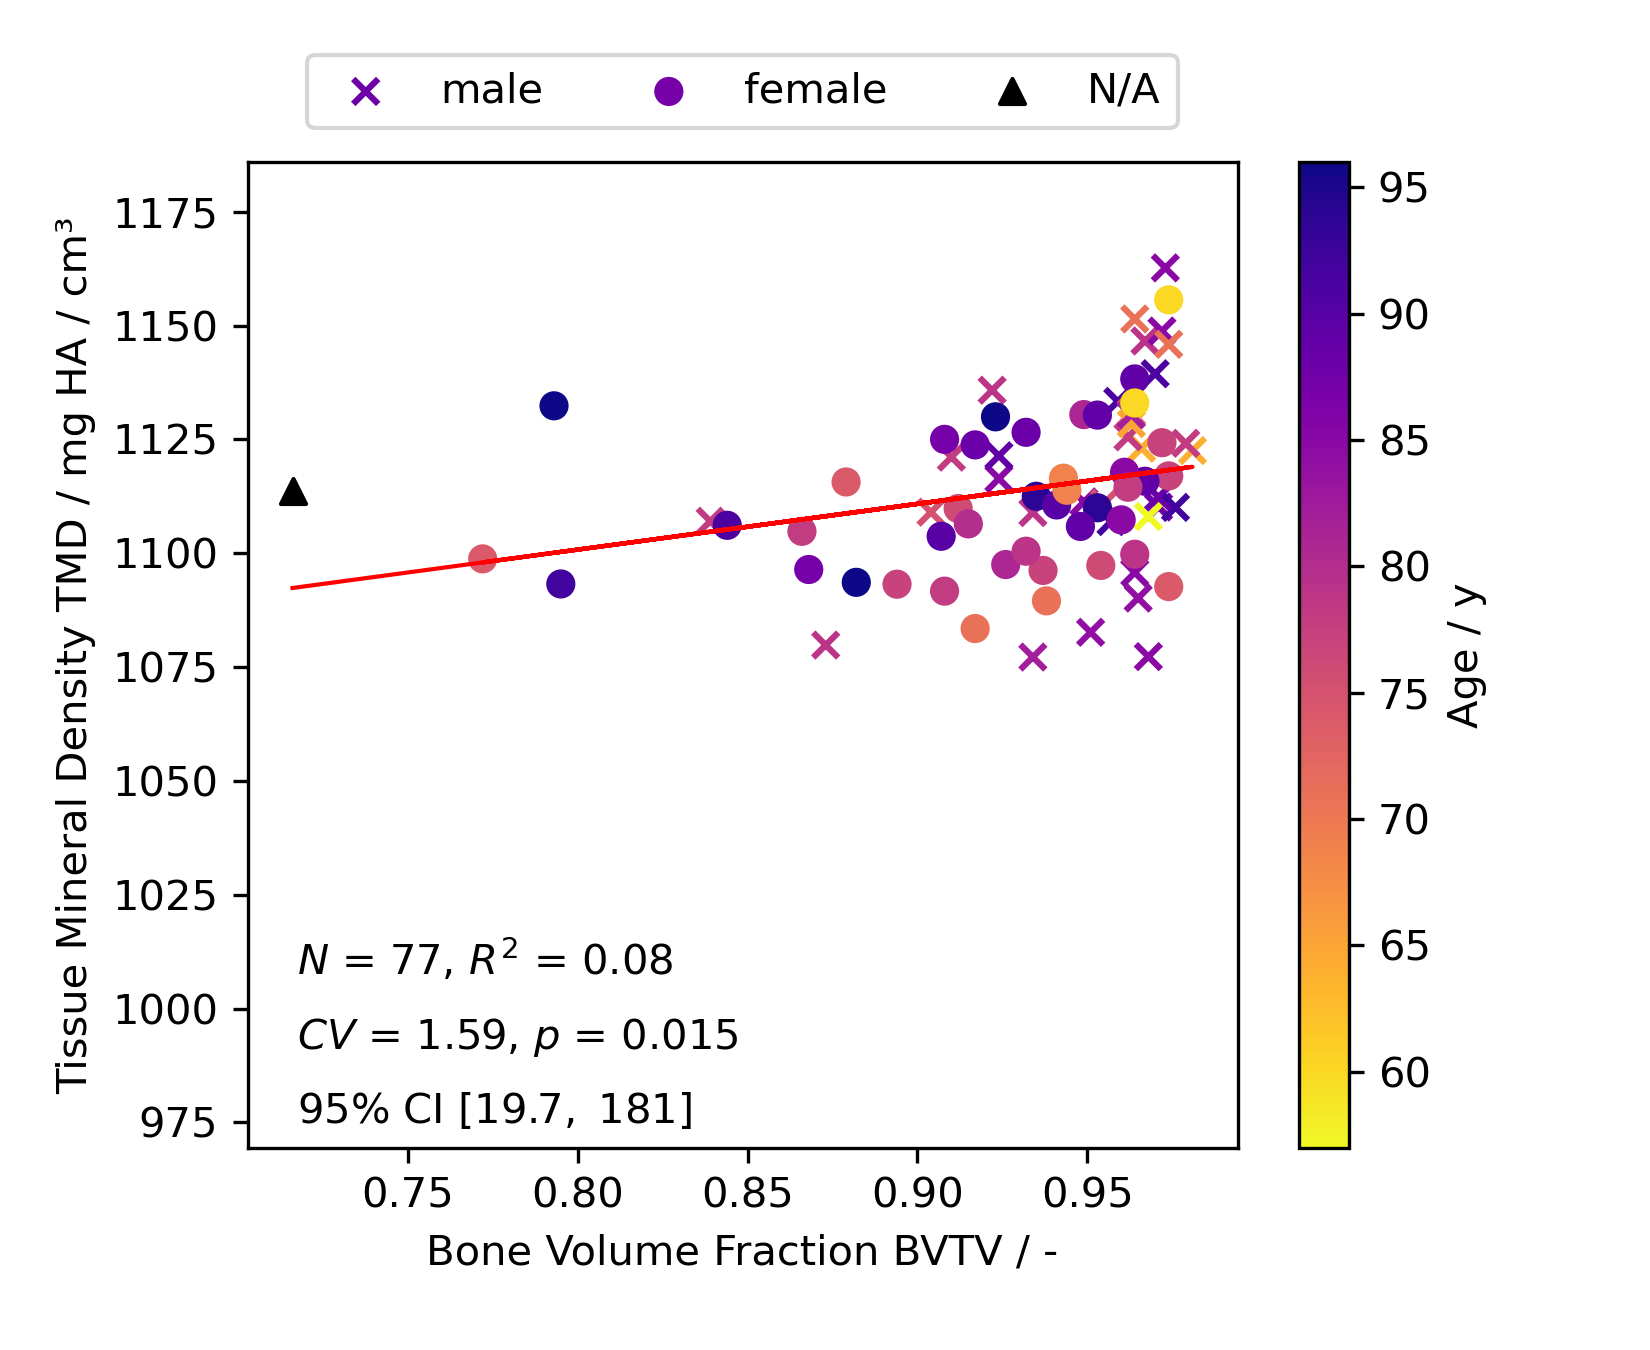 male female N/A
1175
1150
1125
1100
1075
1050
1025
1000
975
Tissue Mineral Density TMD / mg HA / cm³
N = 77, R² = 0.08
CV = 1.59, p = 0.015
95% CI [19.7, 181]
0.75 0.80 0.85 0.90 0.95
Bone Volume Fraction BVTV / -
95
90
85
80
75
70
65
60
Age / y